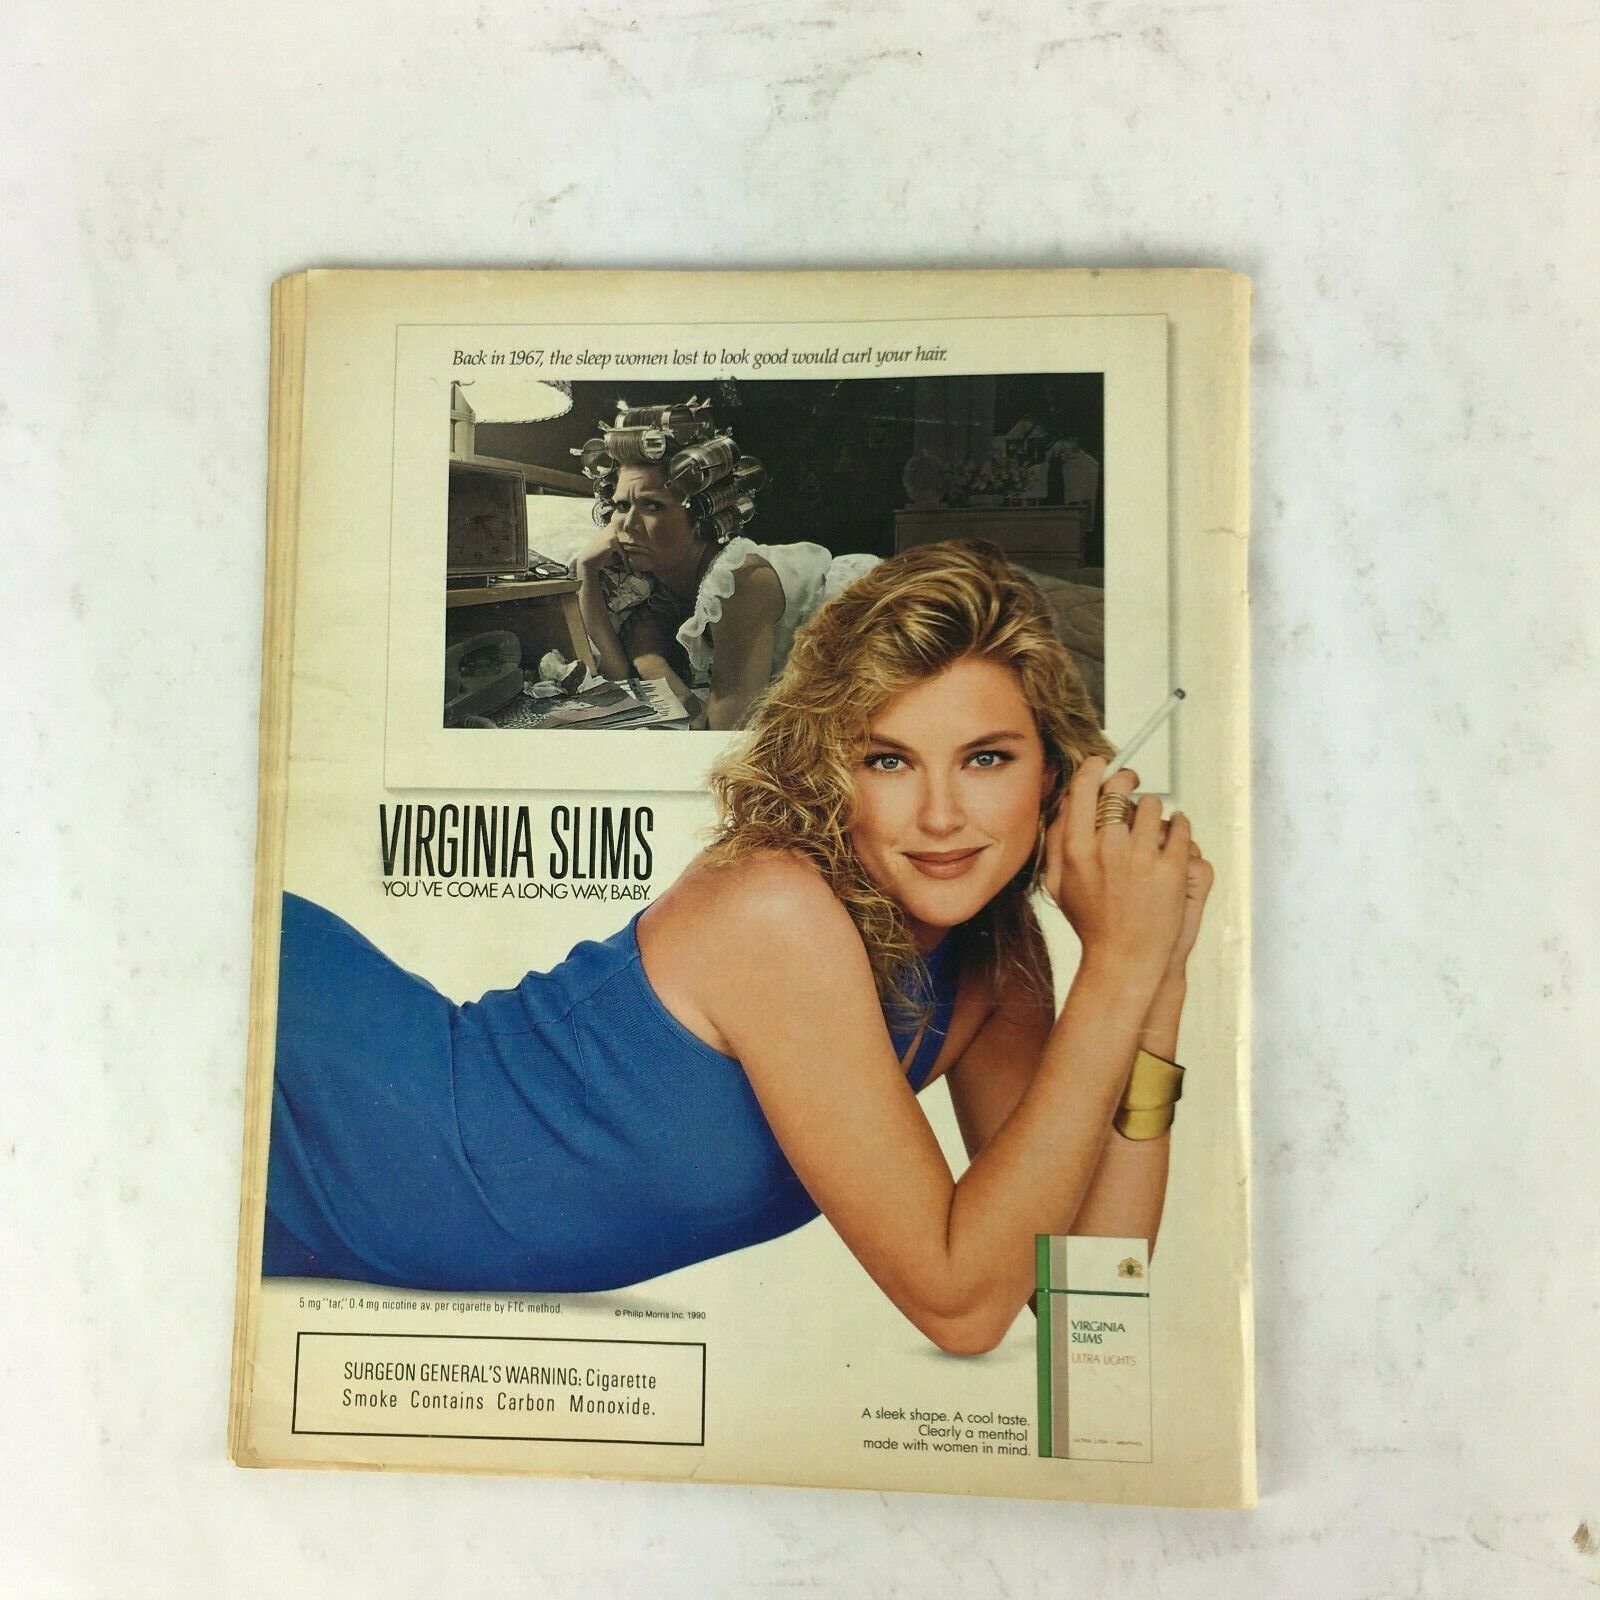 Back in 1967, the sleep women lost to look good would curl your hair.
VIRGINIA SLIMS
YOU'VE COME A LONG WAY, BABY.
5 mg "tar," 0.4 mg nicotine av. per cigarette by FTC method.
© Philip Morris Inc. 1990
SURGEON GENERAL'S WARNING: Cigarette
Smoke Contains Carbon Monoxide.
A sleek shape. A cool taste.
Clearly a menthol
made with women in mind.
VIRGINIA
SLIMS
ULTRA LIGHTS